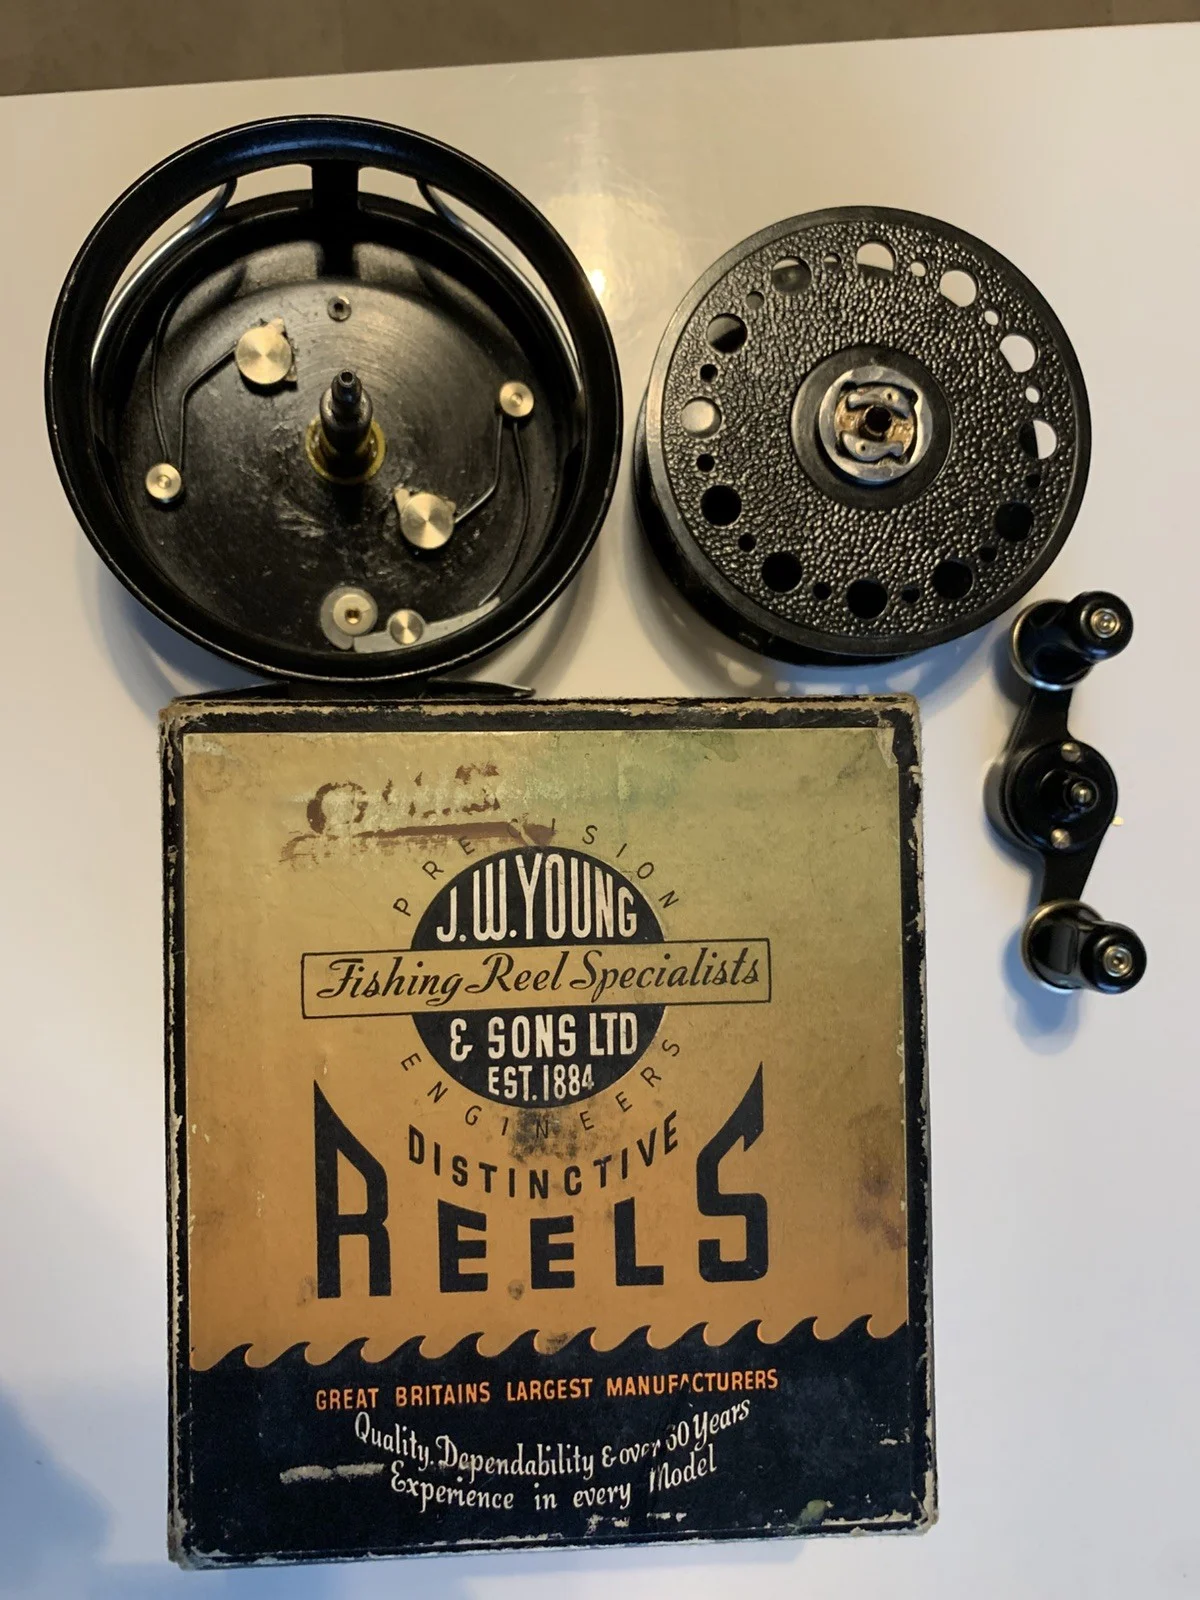 PRECISION
J.W.YOUNG
Fishing Reel Specialists
& SONS LTD
EST.1884
ENGINEERS
DISTINCTIVE
REELS
GREAT BRITAINS LARGEST MANUFACTURERS
Quality. Dependability & over 60 Years
Experience in every Model